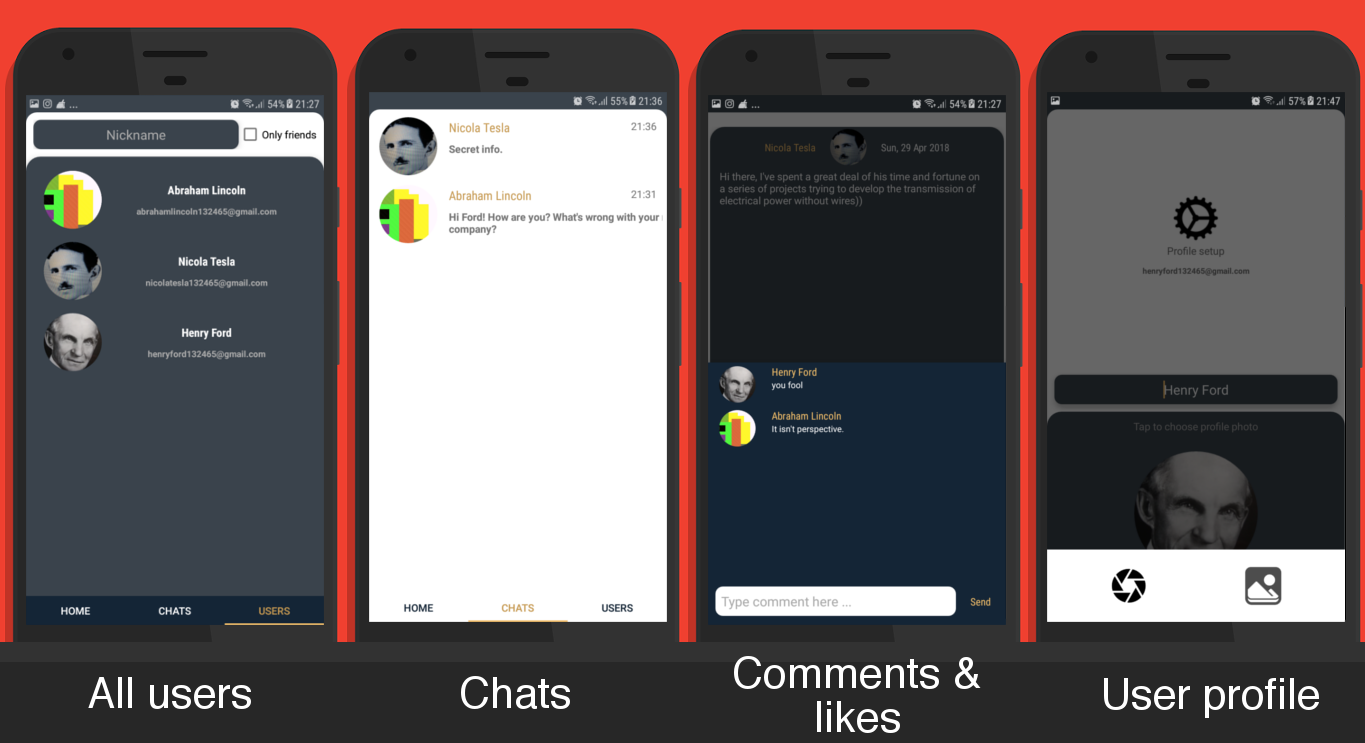 ... 54% 21:27
Nickname
Only friends
Abraham Lincoln
abrahamlincoln132465@gmail.com
Nicola Tesla
nicolatesla132465@gmail.com
Henry Ford
henryford132465@gmail.com
HOME CHATS USERS
All users
55% 21:36
Nicola Tesla 21:36
Secret info.
Abraham Lincoln 21:31
Hi Ford! How are you? What's wrong with your
company?
HOME CHATS USERS
Chats
... 54% 21:27
Nicola Tesla Sun, 29 Apr 2018
Hi there, I've spent a great deal of his time and fortune on
a series of projects trying to develop the transmission of
electrical power without wires))
Henry Ford
you fool
Abraham Lincoln
It isn't perspective.
Type comment here ... Send
Comments &
likes
57% 21:47
Profile setup
henryford132465@gmail.com
Henry Ford
Tap to choose profile photo
User profile